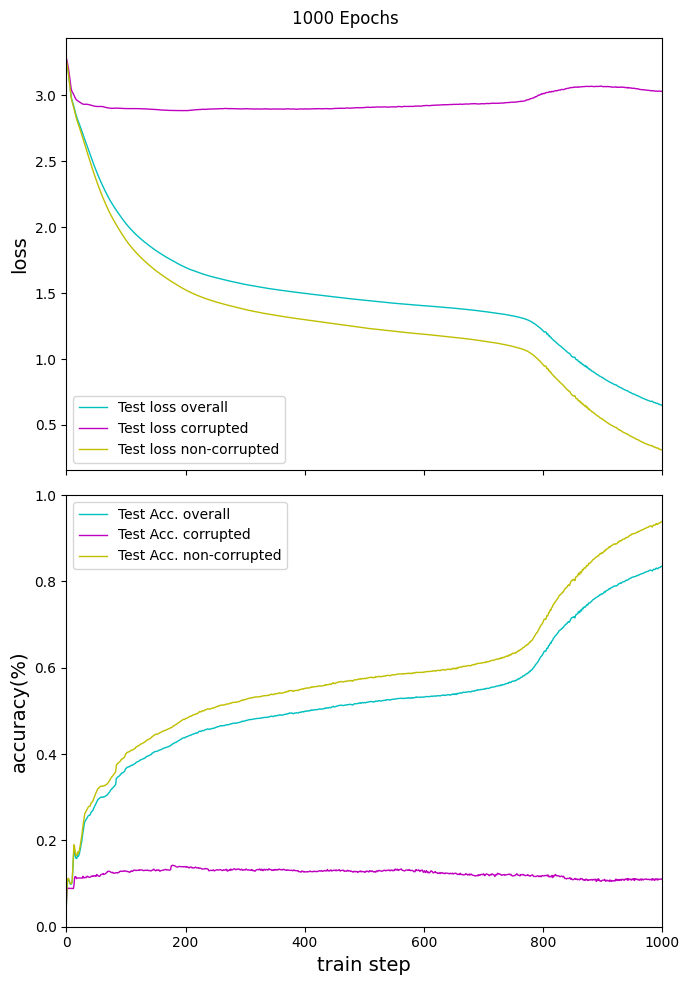 1000 Epochs
3.0
2.5
2.0
1.5
1.0
0.5
loss
Test loss overall
Test loss corrupted
Test loss non-corrupted
1.0
0.8
0.6
0.4
0.2
0.0
accuracy(%)
Test Acc. overall
Test Acc. corrupted
Test Acc. non-corrupted
0 200 400 600 800 1000
train step